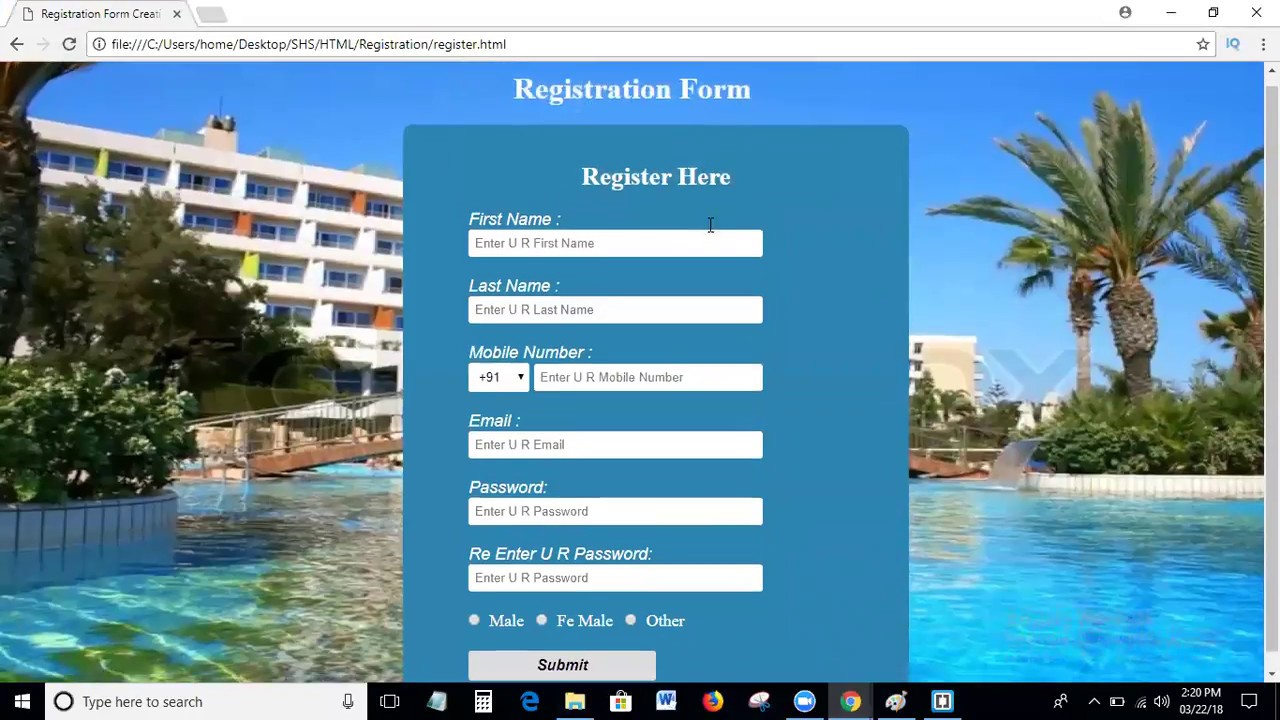 Registration Form Creati
file:///C:/Users/home/Desktop/SHS/HTML/Registration/register.html
IQ
Registration Form
Register Here
First Name :
Enter U R First Name
Last Name :
Enter U R Last Name
Mobile Number :
+91
Enter U R Mobile Number
Email :
Enter U R Email
Password:
Enter U R Password
Re Enter U R Password:
Enter U R Password
Male Fe Male Other
Submit
Type here to search
2:20 PM
03/22/18